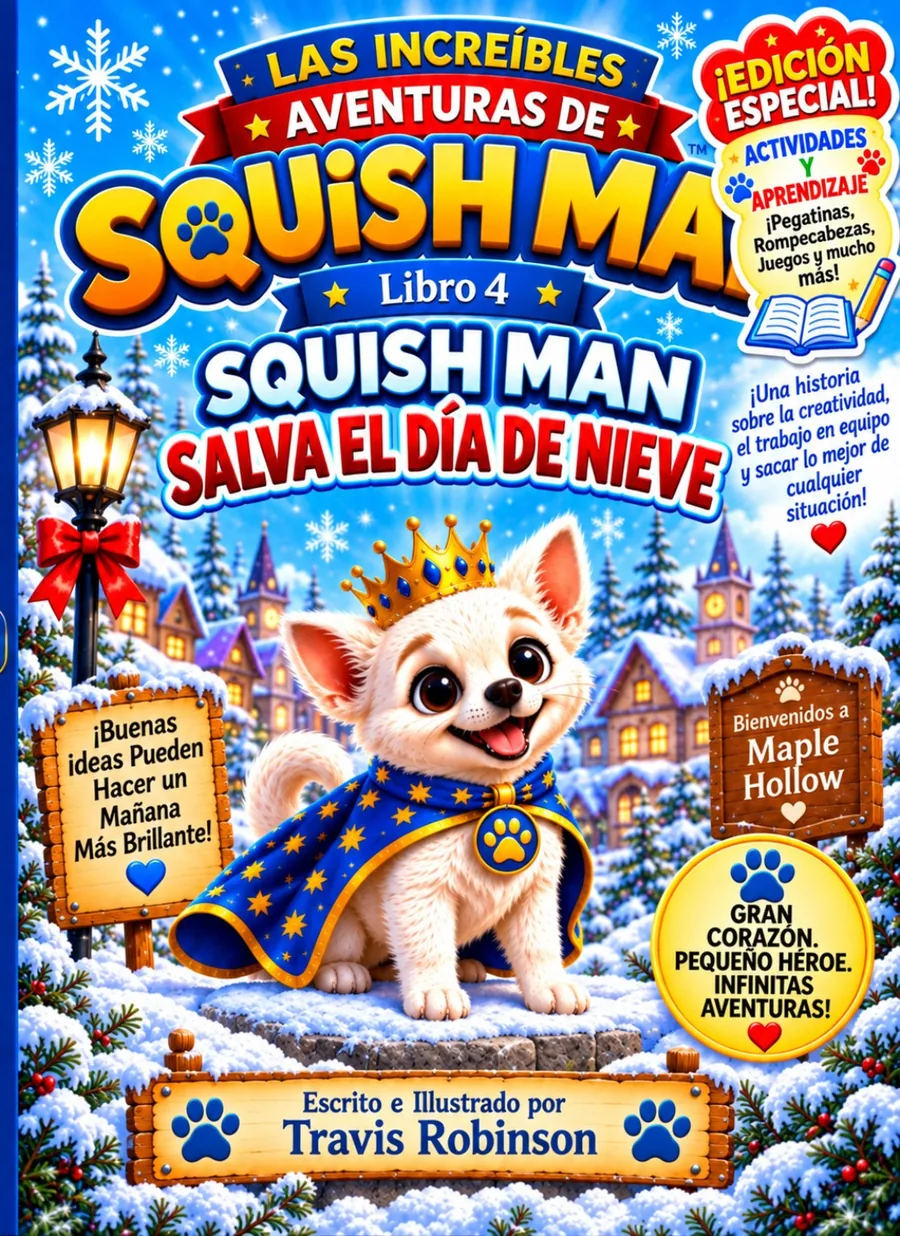 LAS INCREÍBLES
AVENTURAS DE
SQUiSH MA
TM
Libro 4
SQUISH MAN
SALVA EL DÍA DE NIEVE
¡EDICIÓN
ESPECIAL!
ACTIVIDADES
Y
APRENDIZAJE
¡Pegatinas,
Rompecabezas,
Juegos y mucho
más!
¡Una historia
sobre la creatividad,
el trabajo en equipo
y sacar lo mejor de
cualquier
situación!
¡Buenas
ideas Pueden
Hacer un
Mañana
Más Brillante!
Bienvenidos a
Maple
Hollow
GRAN
CORAZÓN.
PEQUEÑO HÉROE.
INFINITAS
AVENTURAS!
Escrito e Illustrado por
Travis Robinson